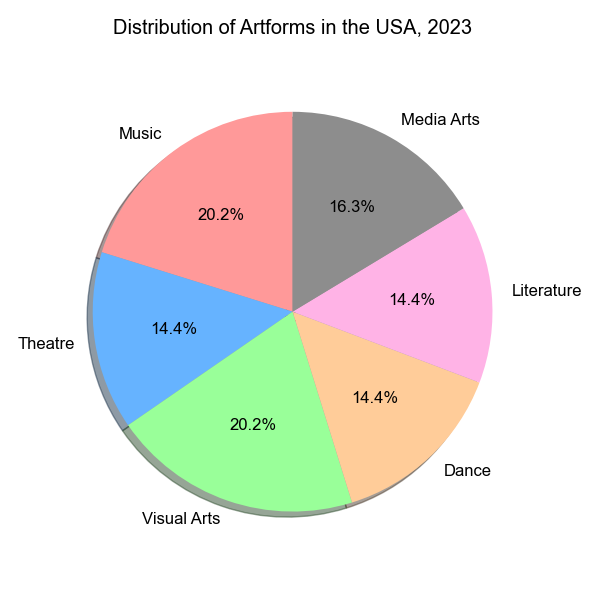 Distribution of Artforms in the USA, 2023
Media Arts
Music
16.3%
20.2%
Literature
14.4%
14.4%
Theatre
14.4%
20.2%
Dance
Visual Arts